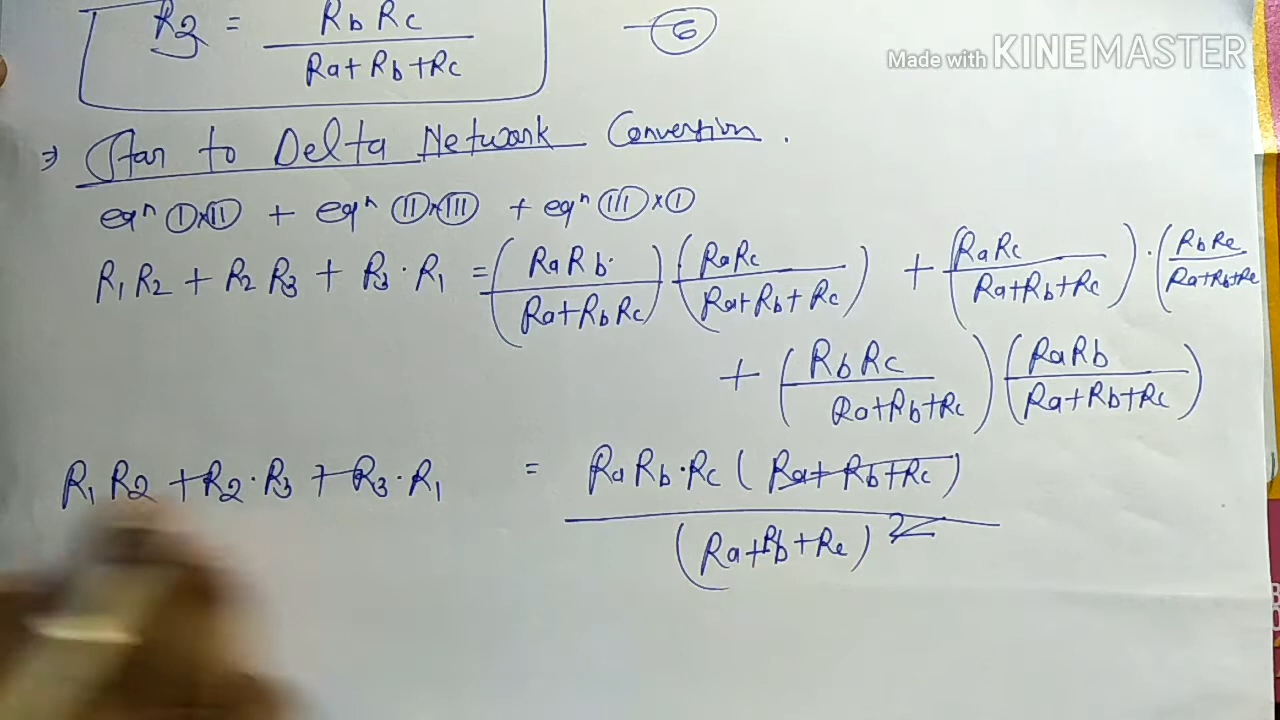 R3 = RbRc / Ra+Rb+Rc —⑥
Made with KINEMASTER
⇒ Star to Delta Network Convertion.
eqⁿ Ⓘ×Ⓘ︎Ⓘ + eqⁿ (II)×(III) + eqⁿ (III)×(I)
R₁R₂ + R₂R₃ + R₃·R₁ = (RaRb· / Ra+RbRc) (RaRc / Ra+Rb+Rc) + (RaRc / Ra+Rb+Rc)·(RbRc / Ra+Rb+Rc)
+ (RbRc / Ra+Rb+Rc) (RaRb / Ra+Rb+Rc)
R₁R₂ + R₂·R₃ + R₃·R₁ = RaRb·Rc (Ra+Rb+Rc) / (Ra+Rb+Rc)²